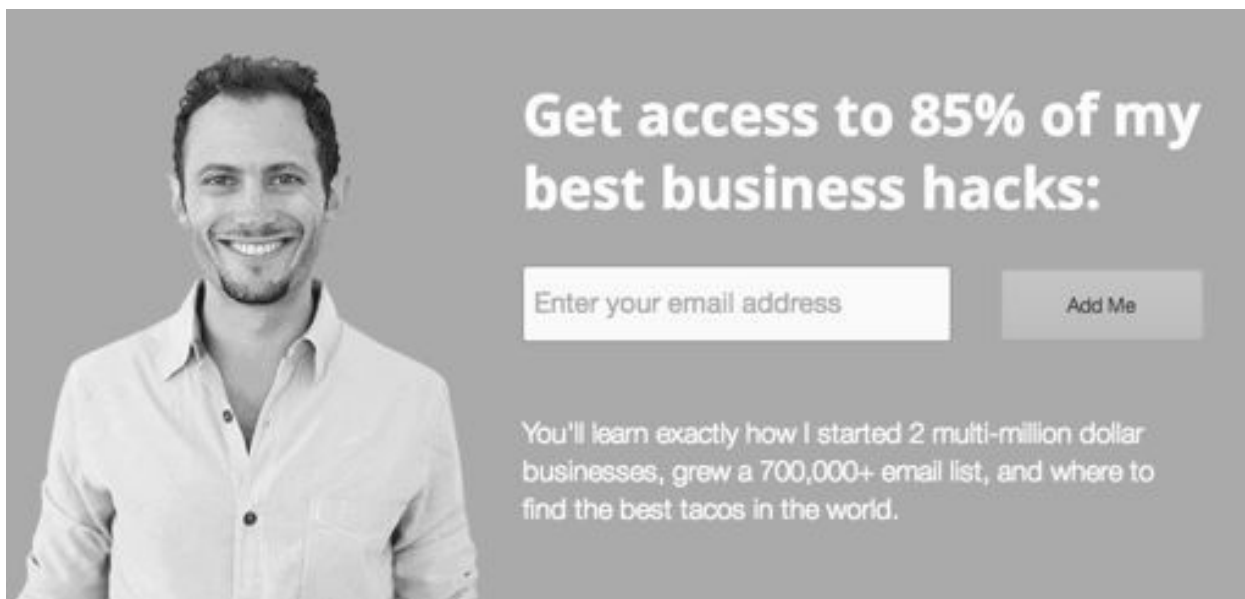 Get access to 85% of my
best business hacks:
Enter your email address
Add Me
You'll learn exactly how I started 2 multi-million dollar
businesses, grew a 700,000+ email list, and where to
find the best tacos in the world.